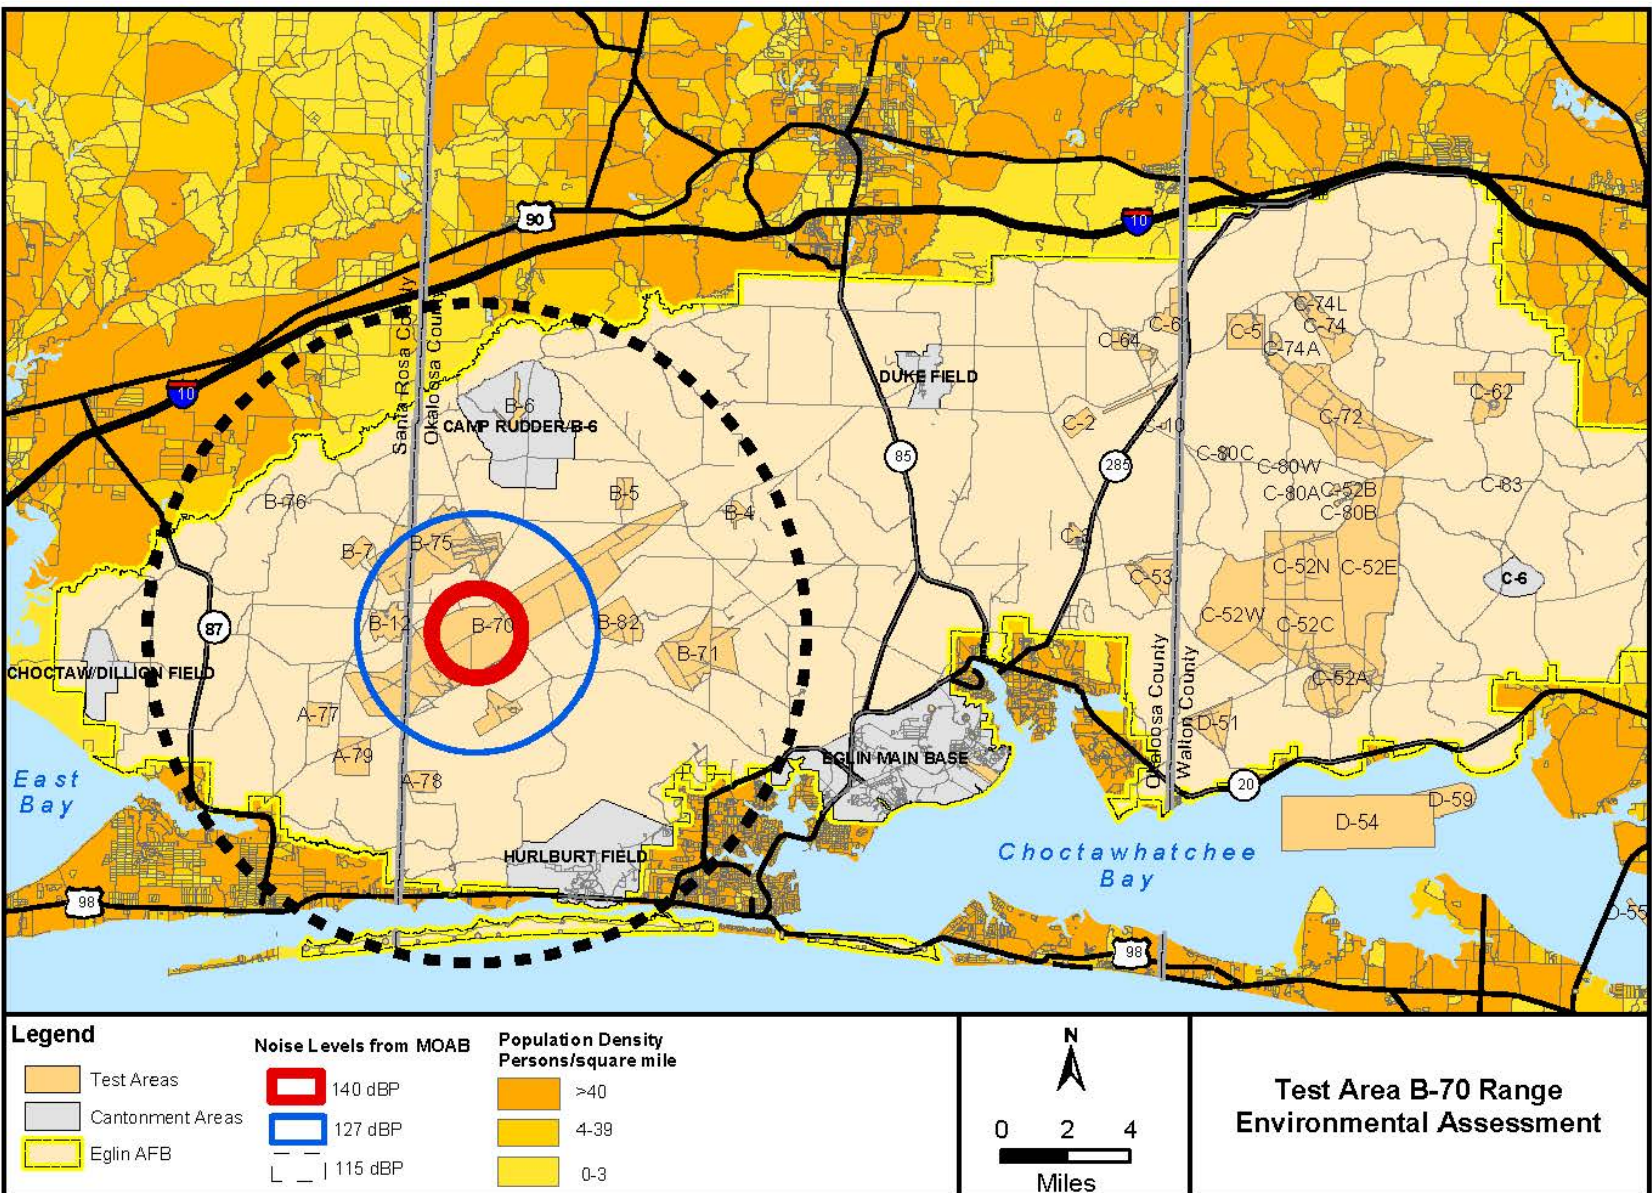 90
10
Santa Rosa County
Okaloosa County
C-74L
C-6
C-74
C-5
C-64
C-74A
10
DUKE FIELD
B-6
C-62
CAMP RUDDER/B-6
C-72
C-2
C-10
85
285
C-80C
C-80W
B-76
B-5
C-80A
C-52B
C-83
B-4
C-80B
C-3
B-7
B-75
C-53
C-52N
C-52E
C-6
87
B-12
B-70
B-82
C-52W
C-52C
B-71
CHOCTAW/DILLION FIELD
Okaloosa County
Walton County
C-52A
A-77
D-51
A-79
EGLIN MAIN BASE
A-78
East
Bay
20
D-59
D-54
HURLBURT FIELD
Choctawhatchee
Bay
98
D-55
98
Legend
Test Areas
Cantonment Areas
Eglin AFB
Noise Levels from MOAB
140 dBP
127 dBP
115 dBP
Population Density
Persons/square mile
>40
4-39
0-3
N
0 2 4
Miles
Test Area B-70 Range
Environmental Assessment